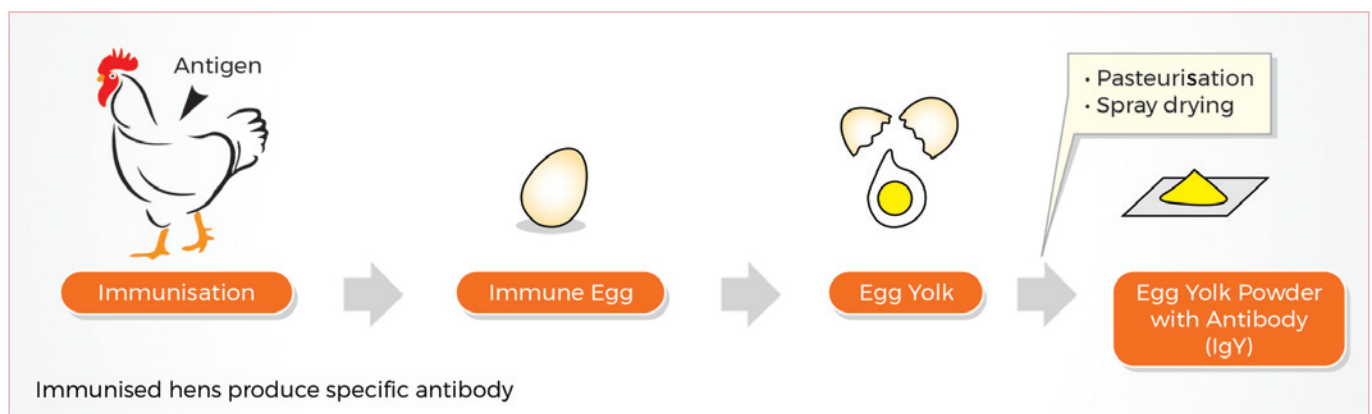 Antigen
• Pasteurisation
• Spray drying
Immunisation
Immune Egg
Egg Yolk
Egg Yolk Powder
with Antibody
(IgY)
Immunised hens produce specific antibody